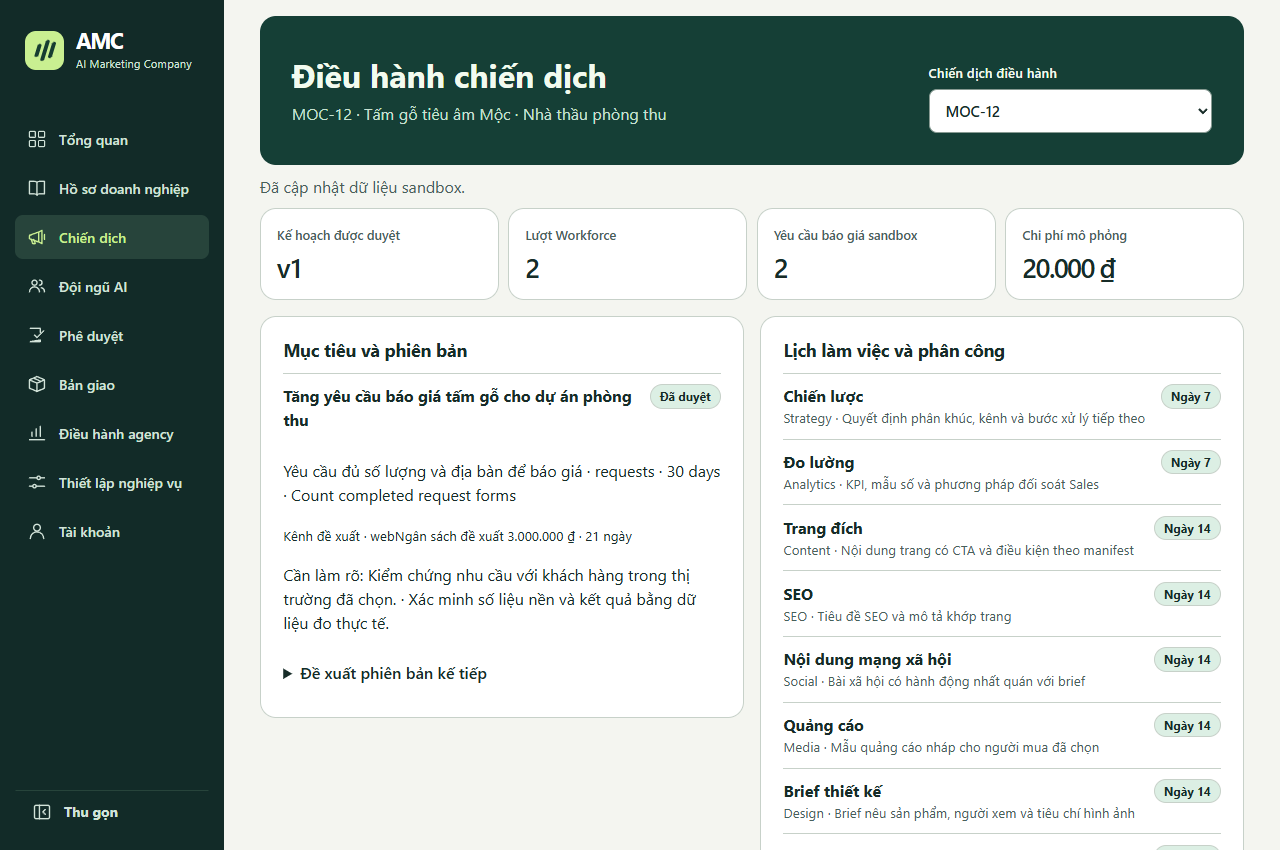 AMC
AI Marketing Company
Tổng quan
Hồ sơ doanh nghiệp
Chiến dịch
Đội ngũ AI
Phê duyệt
Bản giao
Điều hành agency
Thiết lập nghiệp vụ
Tài khoản
Thu gọn
Điều hành chiến dịch
MOC-12 · Tấm gỗ tiêu âm Mộc · Nhà thầu phòng thu
Chiến dịch điều hành
MOC-12
Đã cập nhật dữ liệu sandbox.
Kế hoạch được duyệt
v1
Lượt Workforce
2
Yêu cầu báo giá sandbox
2
Chi phí mô phỏng
20.000 ₫
Mục tiêu và phiên bản
Tăng yêu cầu báo giá tấm gỗ cho dự án phòng
thu
Đã duyệt
Yêu cầu đủ số lượng và địa bàn để báo giá · requests · 30 days
· Count completed request forms
Kênh đề xuất · webNgân sách đề xuất 3.000.000 ₫ · 21 ngày
Cần làm rõ: Kiểm chứng nhu cầu với khách hàng trong thị
trường đã chọn. · Xác minh số liệu nền và kết quả bằng dữ
liệu đo thực tế.
Đề xuất phiên bản kế tiếp
Lịch làm việc và phân công
Chiến lược
Ngày 7
Strategy · Quyết định phân khúc, kênh và bước xử lý tiếp theo
Đo lường
Ngày 7
Analytics · KPI, mẫu số và phương pháp đối soát Sales
Trang đích
Ngày 14
Content · Nội dung trang có CTA và điều kiện theo manifest
SEO
Ngày 14
SEO · Tiêu đề SEO và mô tả khớp trang
Nội dung mạng xã hội
Ngày 14
Social · Bài xã hội có hành động nhất quán với brief
Quảng cáo
Ngày 14
Media · Mẫu quảng cáo nháp cho người mua đã chọn
Brief thiết kế
Ngày 14
Design · Brief nêu sản phẩm, người xem và tiêu chí hình ảnh